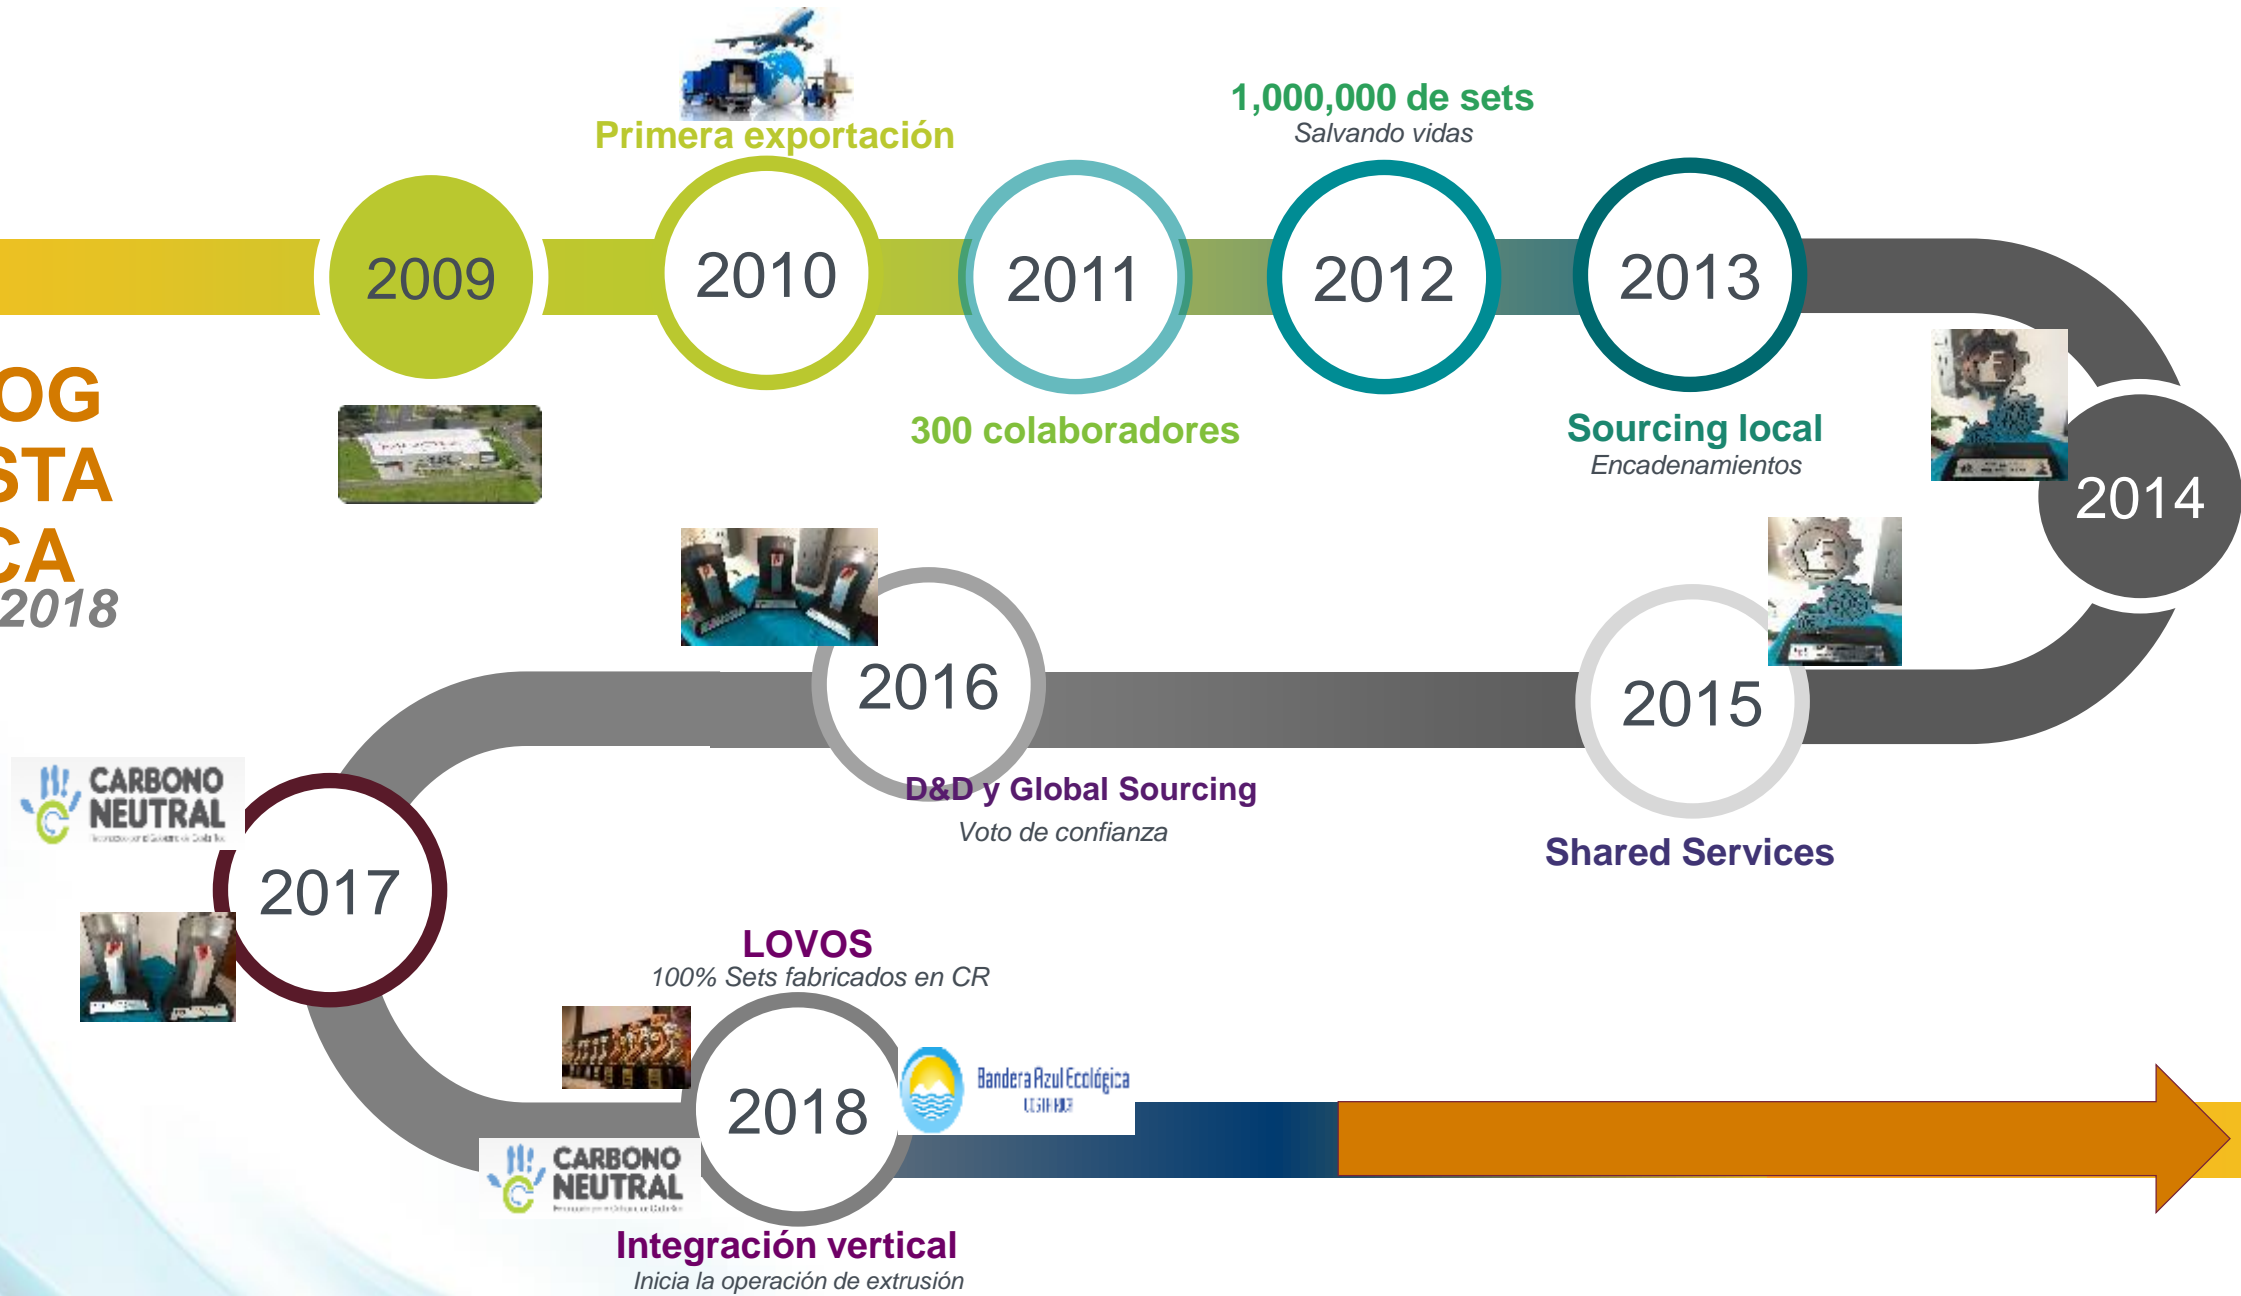 Primera exportación
1,000,000 de sets
Salvando vidas
2009
2010
2011
2012
2013
OG
STA
CA
2018
300 colaboradores
Sourcing local
Encadenamientos
2014
2016
2015
D&D y Global Sourcing
Voto de confianza
Shared Services
CARBONO
NEUTRAL
2017
LOVOS
100% Sets fabricados en CR
2018
Bandera Azul Ecológica
COSTA RICA
CARBONO
NEUTRAL
Integración vertical
Inicia la operación de extrusión